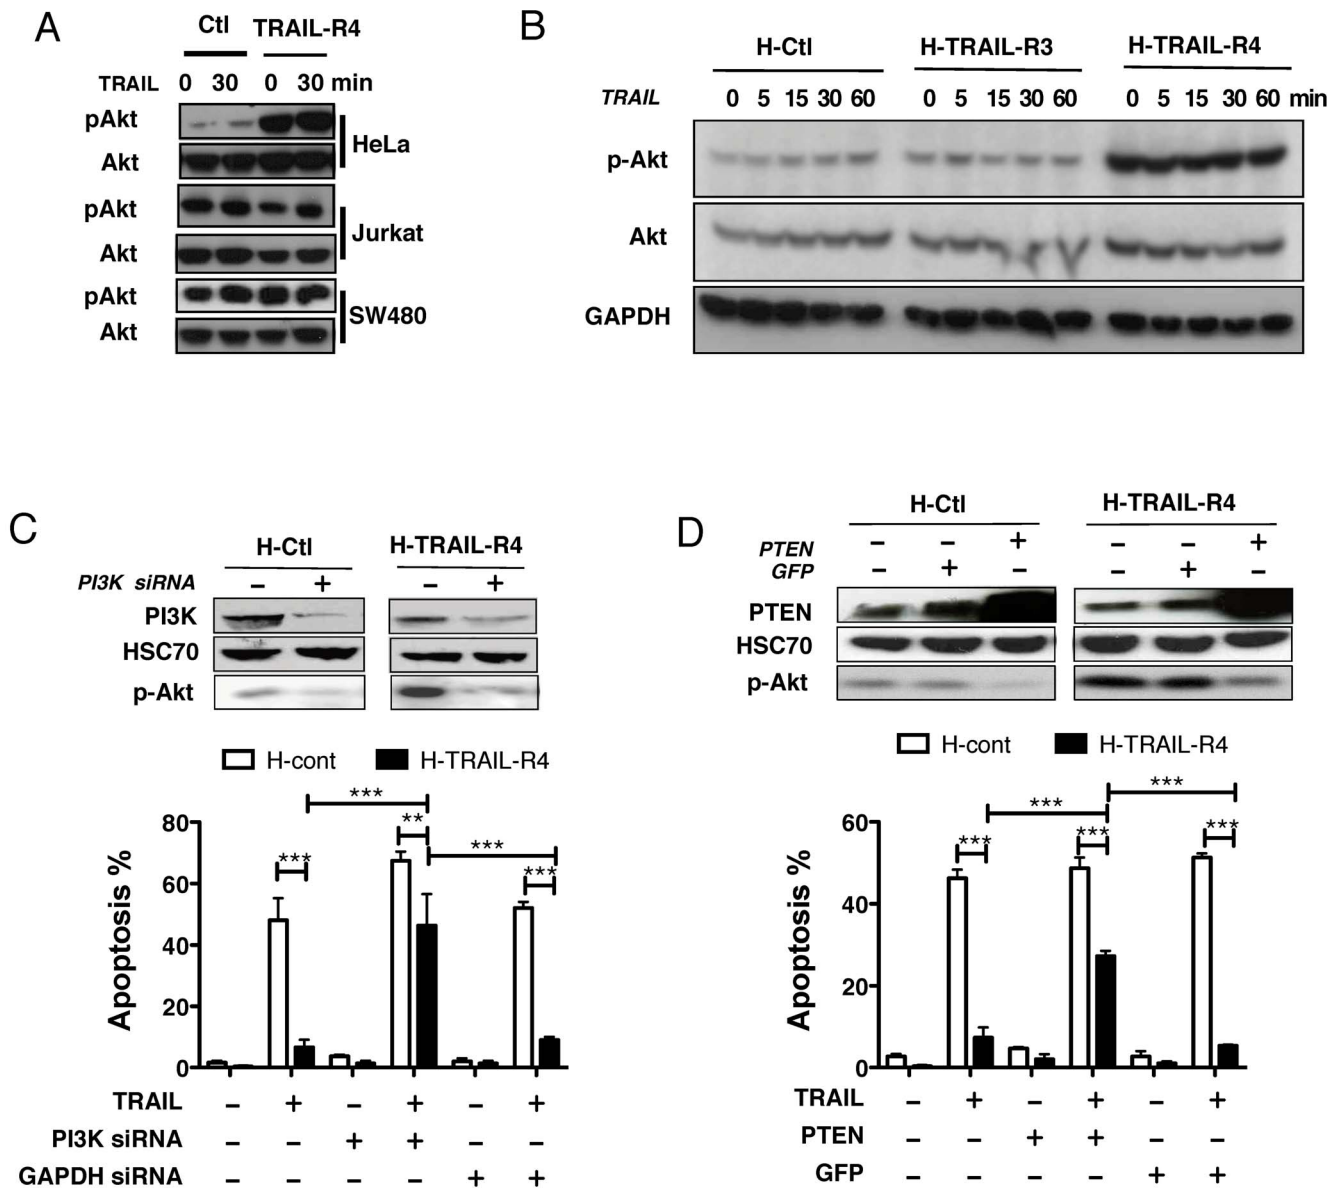 A
Ctl TRAIL-R4
TRAIL 0 30 0 30 min
pAkt
Akt
HeLa
pAkt
Akt
Jurkat
pAkt
Akt
SW480
B
H-Ctl H-TRAIL-R3 H-TRAIL-R4
TRAIL 0 5 15 30 60 0 5 15 30 60 0 5 15 30 60 min
p-Akt
Akt
GAPDH
C
H-Ctl H-TRAIL-R4
PI3K siRNA – + – +
PI3K
HSC70
p-Akt
H-cont H-TRAIL-R4
*** ** *** *** ***
Apoptosis %
80
60
40
20
0
TRAIL – + – + – +
PI3K siRNA – – + + – –
GAPDH siRNA – – – – + +
D
H-Ctl H-TRAIL-R4
PTEN – – + – – +
GFP – + – – + –
PTEN
HSC70
p-Akt
H-cont H-TRAIL-R4
*** *** *** *** ***
Apoptosis %
60
40
20
0
TRAIL – + – + – +
PTEN – – + + – –
GFP – – – – + +